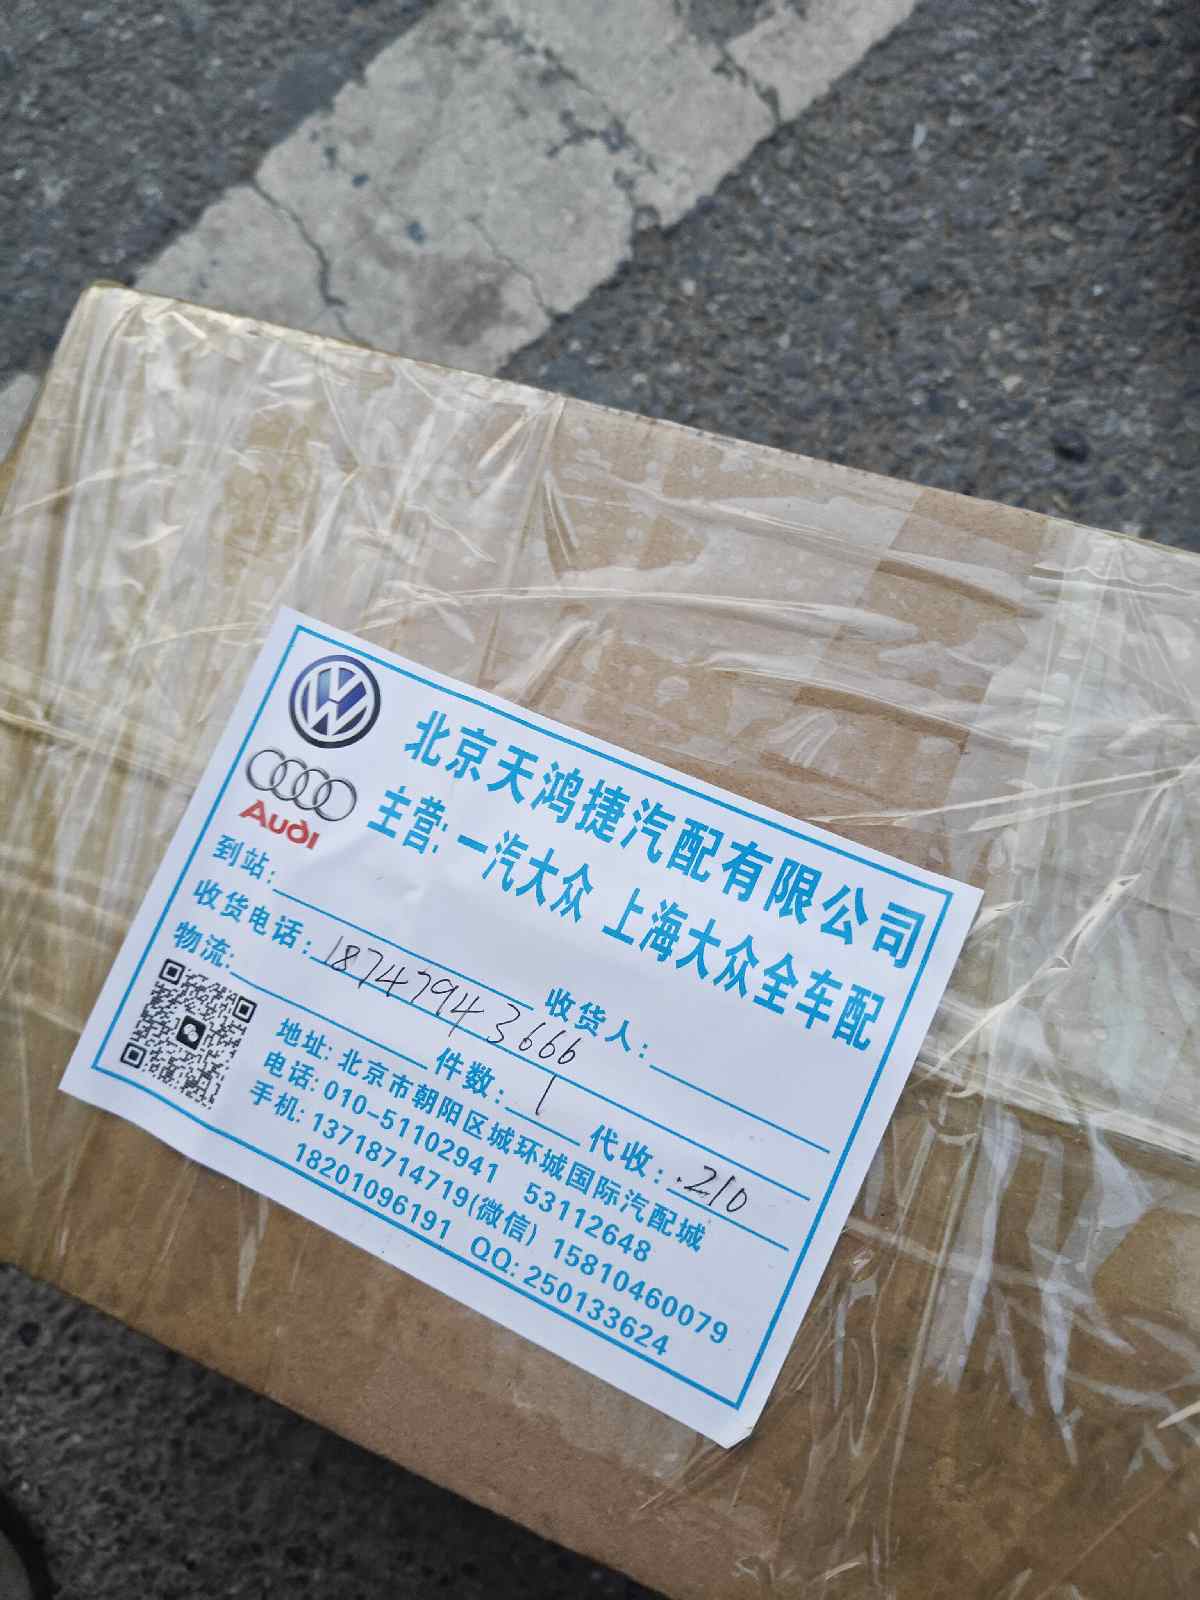 北京天鸿捷汽配有限公司
Audi
主营:一汽大众 上海大众全车配
到站: 收货人:
收货电话: 18747943666
物流: 件数: 1 代收: .210
地址: 北京市朝阳区城环城国际汽配城
电话: 010-51102941 53112648
手机: 13718714719(微信) 15810460079
18201096191 QQ: 250133624